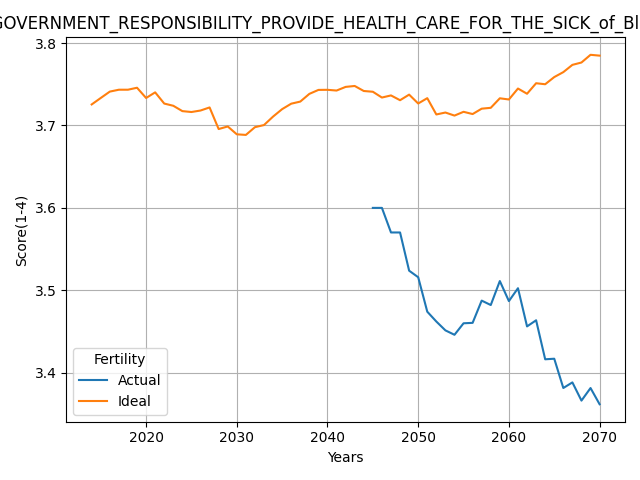 GOVERNMENT_RESPONSIBILITY_PROVIDE_HEALTH_CARE_FOR_THE_SICK_of_Bl
3.8
3.7
3.6
3.5
3.4
Score(1-4)
Fertility
Actual
Ideal
2020 2030 2040 2050 2060 2070
Years